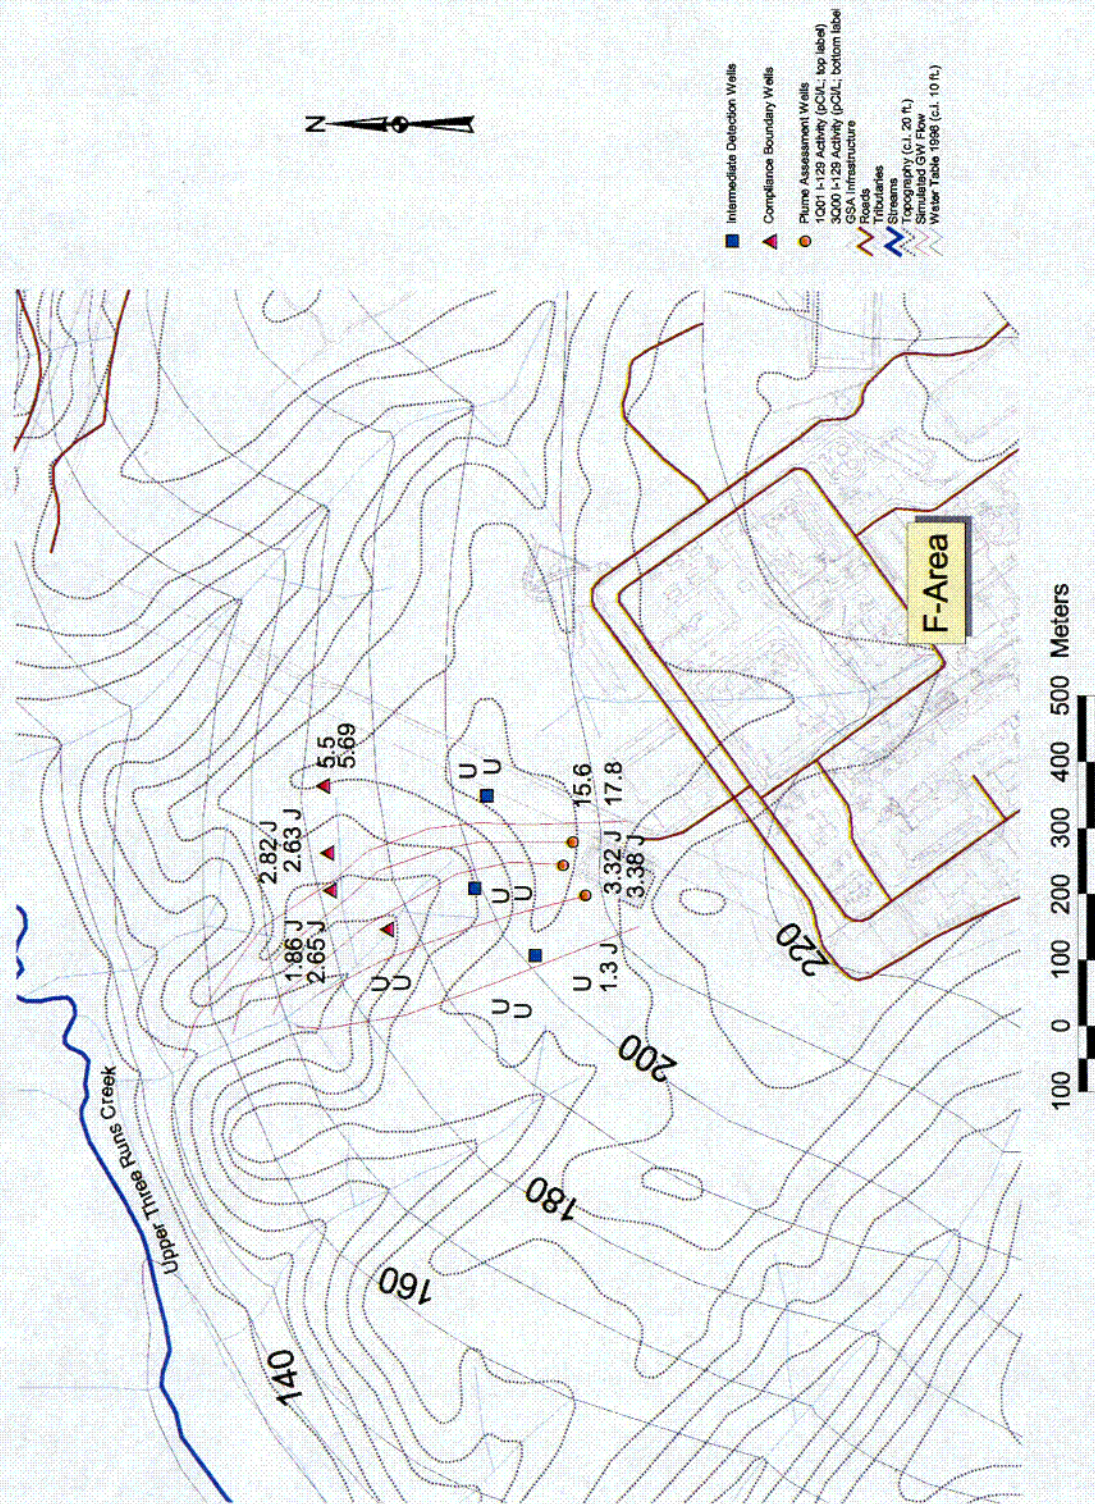 N
Intermediate Detection Wells
Compliance Boundary Wells
Plume Assessment Wells
1Q01 I-129 Activity (pCi/L; top label)
3Q00 I-129 Activity (pCi/L; bottom label
GSA Infrastructure
Roads
Tributaries
Streams
Topography (c.i. 20 ft.)
Simulated GW Flow
Water Table 1998 (c.i. 10 ft.)
Upper Three Runs Creek
5.5
5.69
2.82 J
2.63 J
1.86 J
2.65 J
U
U
U
U
U
U
U
U
15.6
17.8
3.32 J
3.38 J
U
1.3 J
140
160
180
200
220
F-Area
100 0 100 200 300 400 500 Meters